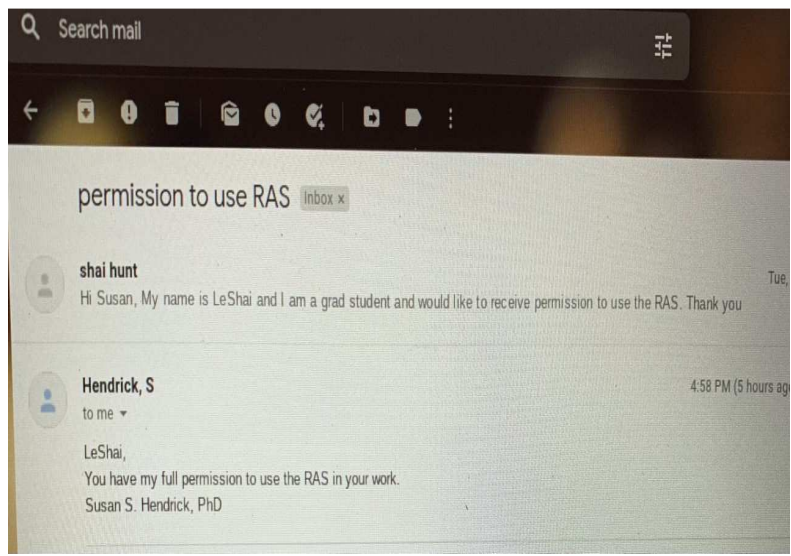 Search mail
permission to use RAS Inbox x
shai hunt
Tue,
Hi Susan, My name is LeShai and I am a grad student and would like to receive permission to use the RAS. Thank you
Hendrick, S
4:58 PM (5 hours ago
to me
LeShai,
You have my full permission to use the RAS in your work.
Susan S. Hendrick, PhD